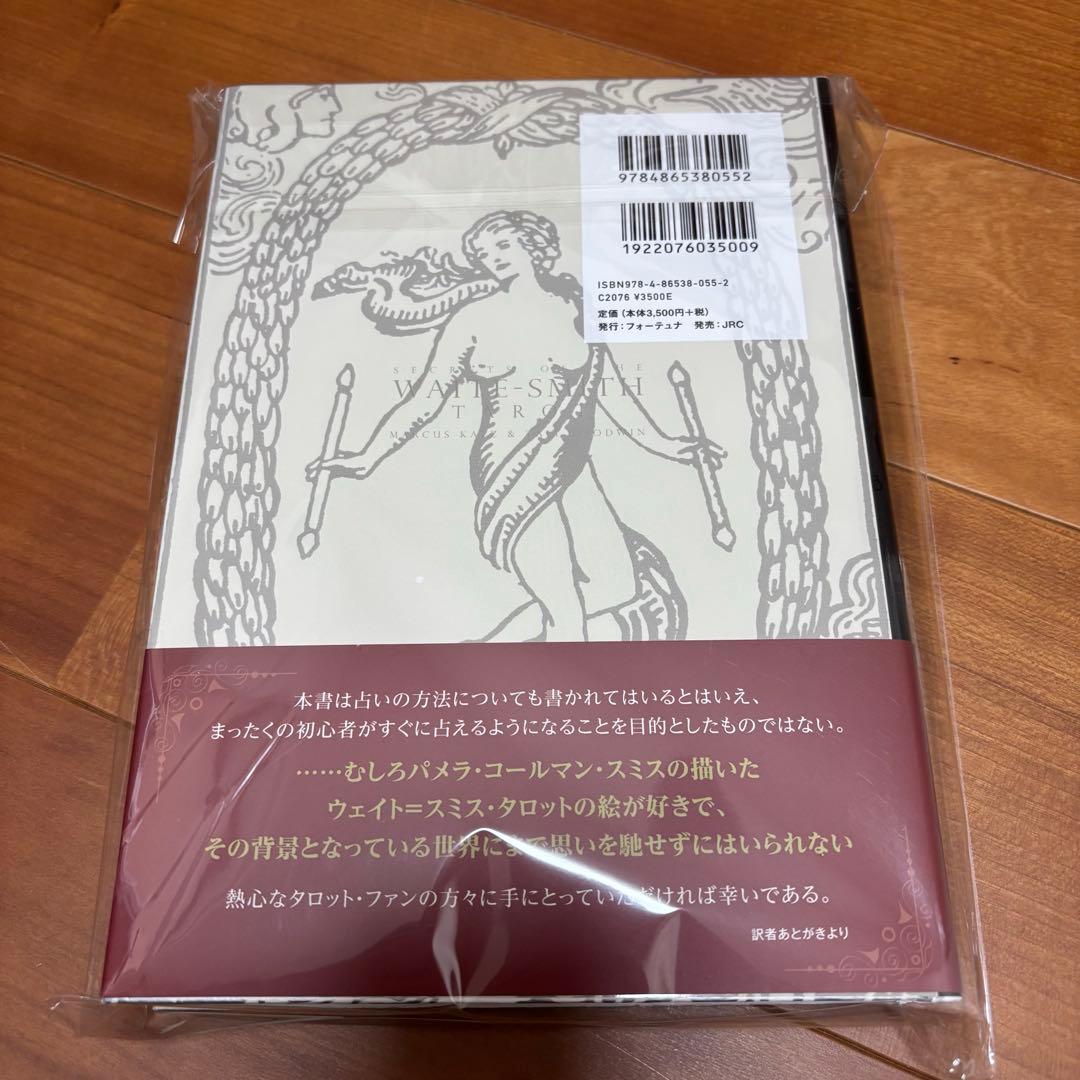 9784865380552
1922076035009
ISBN978-4-86538-055-2
C2076 ¥3500E
定価（本体3,500円＋税）
発行：フォーテュナ　発売：JRC
SECRETS OF THE
WAITE-SMITH
TAROT
MARCUS KATZ & GOODWIN
本書は占いの方法についても書かれてはいるとはいえ、
まったくの初心者がすぐに占えるようになることを目的としたものではない。
……むしろパメラ・コールマン・スミスの描いた
ウェイト＝スミス・タロットの絵が好きで、
その背景となっている世界にまで思いを馳せずにはいられない
熱心なタロット・ファンの方々に手にとっていただければ幸いである。
訳者あとがきより